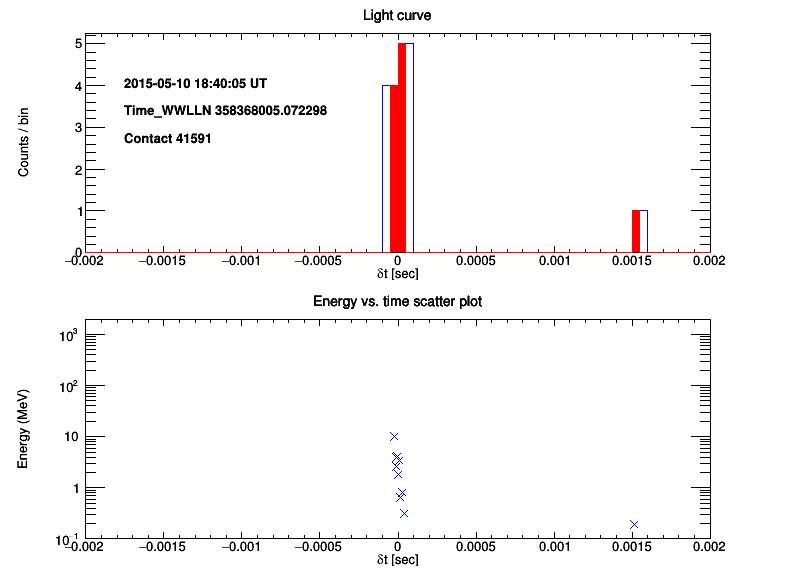 Light curve
Counts / bin
5
4
3
2
1
0
2015-05-10 18:40:05 UT
Time_WWLLN 358368005.072298
Contact 41591
−0.002 −0.0015 −0.001 −0.0005 0 0.0005 0.001 0.0015 0.002
δt [sec]
Energy vs. time scatter plot
Energy (MeV)
10³
10²
10
1
10⁻¹
−0.002 −0.0015 −0.001 −0.0005 0 0.0005 0.001 0.0015 0.002
δt [sec]